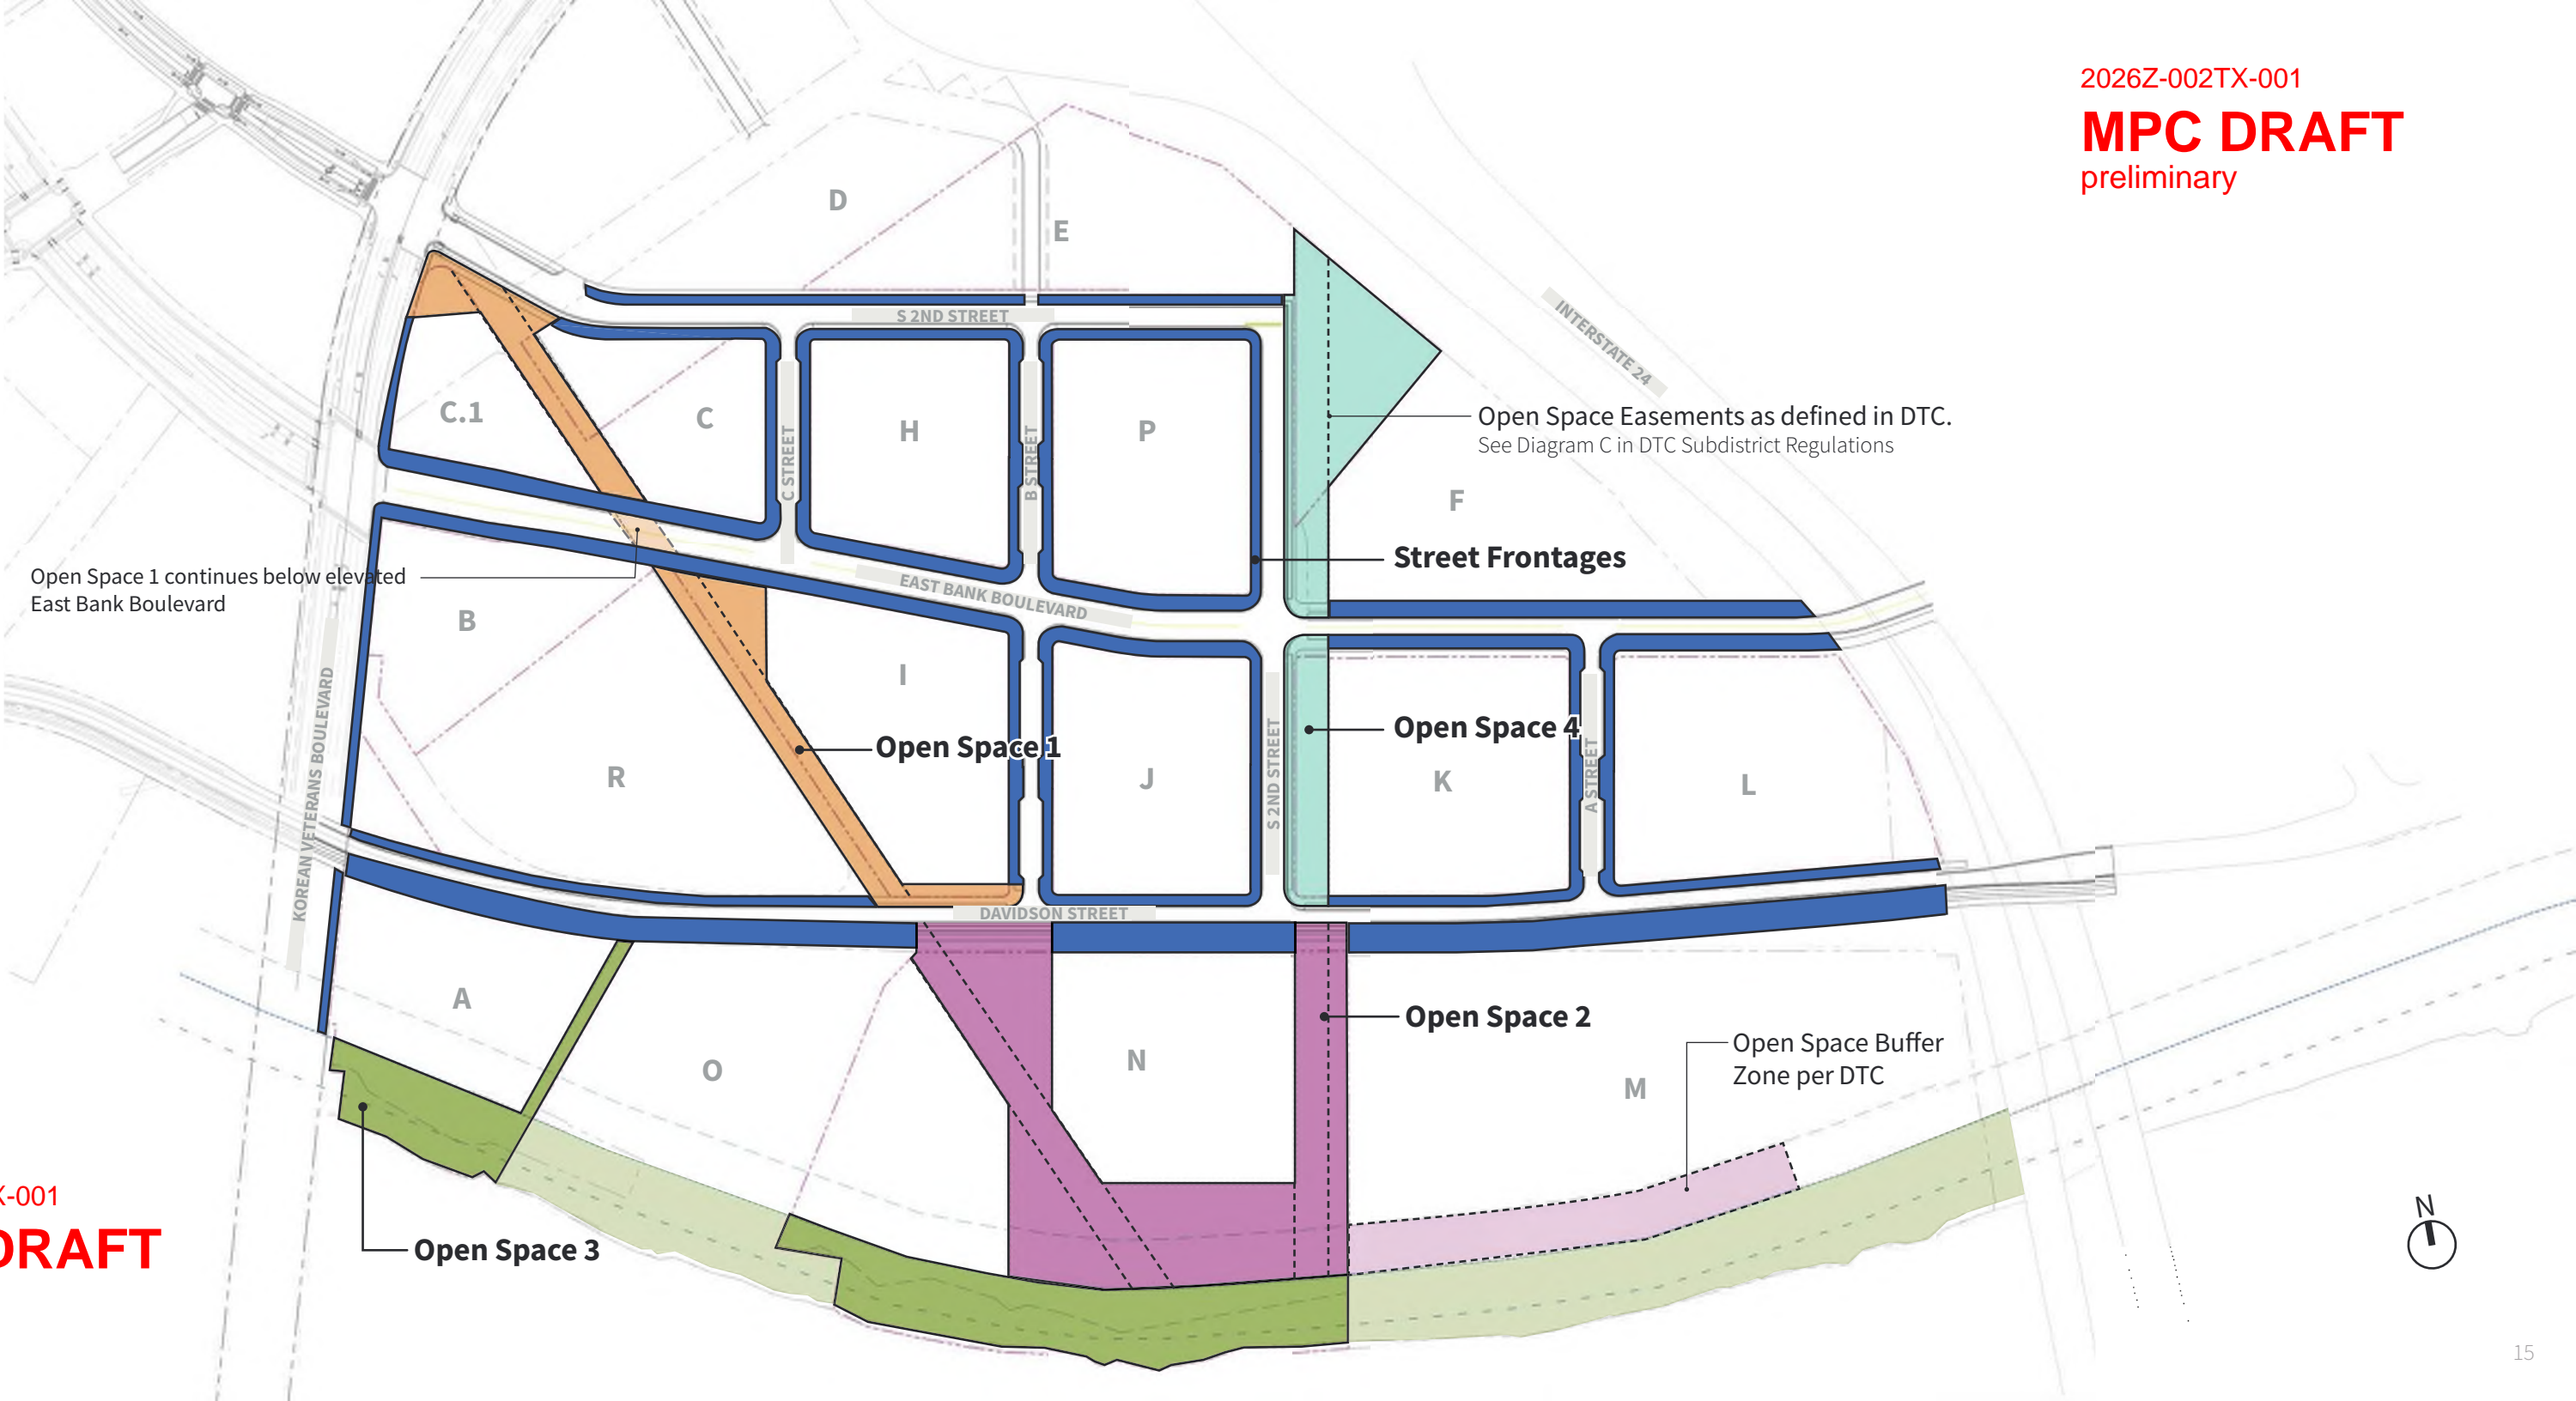 2026Z-002TX-001
MPC DRAFT
preliminary
D
E
INTERSTATE 24
S 2ND STREET
C.1
C
C STREET
H
B STREET
P
Open Space Easements as defined in DTC.
See Diagram C in DTC Subdistrict Regulations
F
Street Frontages
Open Space 1 continues below elevated
East Bank Boulevard
EAST BANK BOULEVARD
B
I
KOREAN VETERANS BOULEVARD
R
Open Space 1
J
S 2ND STREET
Open Space 4
K
A STREET
L
DAVIDSON STREET
A
O
N
Open Space 2
M
Open Space Buffer
Zone per DTC
X-001
DRAFT
Open Space 3
N
15